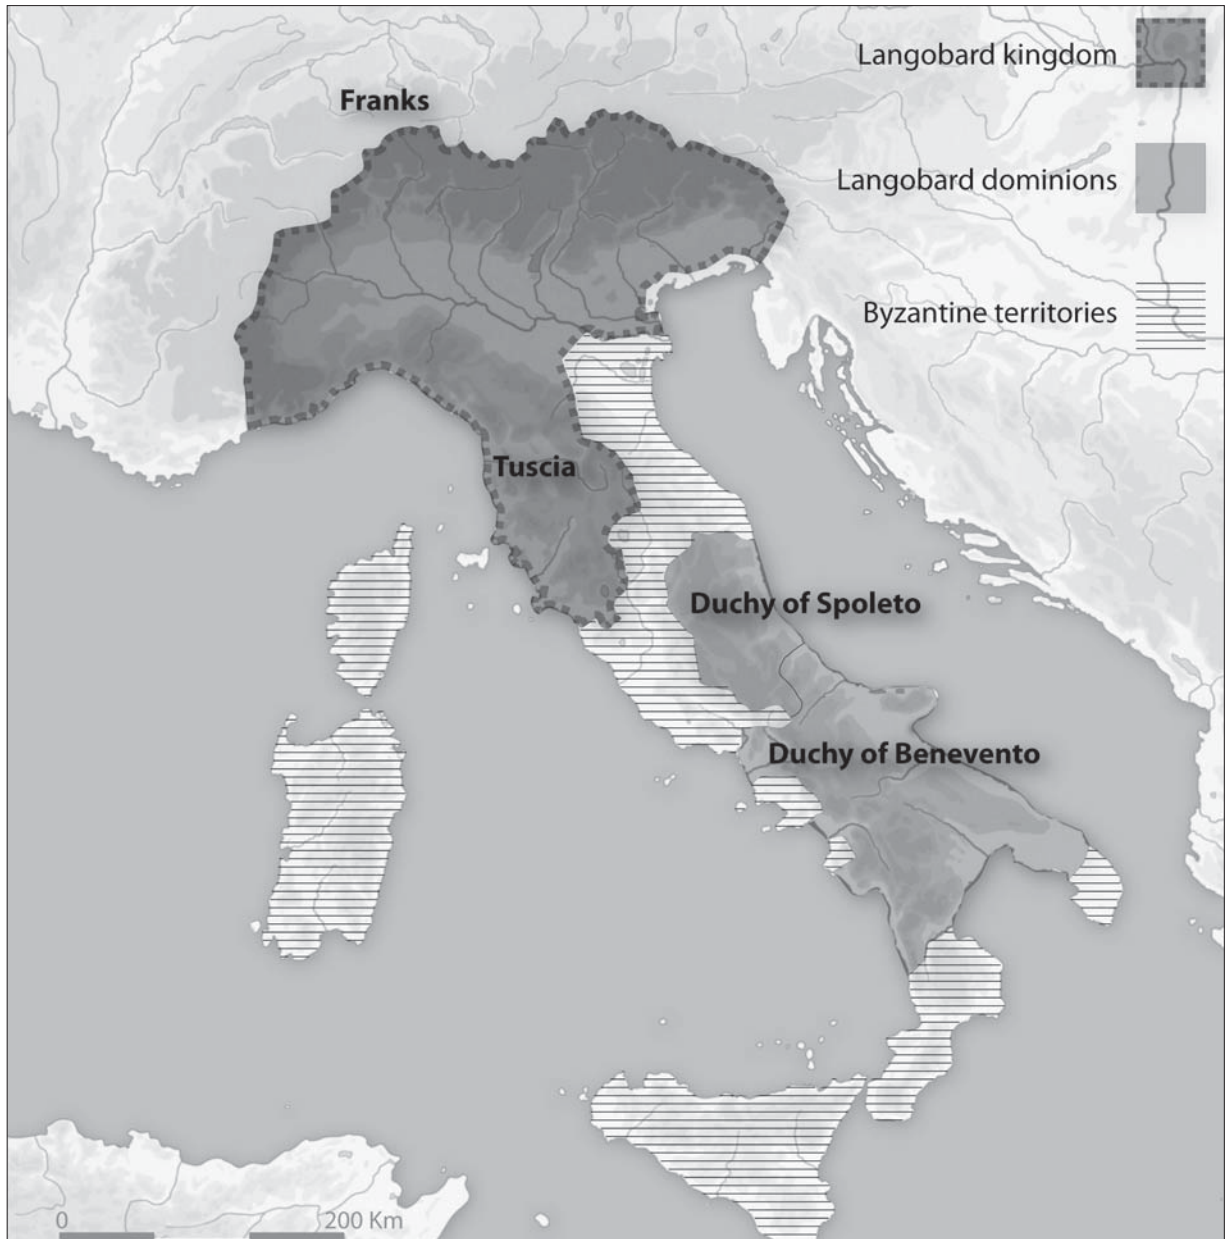 Langobard kingdom
Franks
Langobard dominions
Byzantine territories
Tuscia
Duchy of Spoleto
Duchy of Benevento
0 200 Km